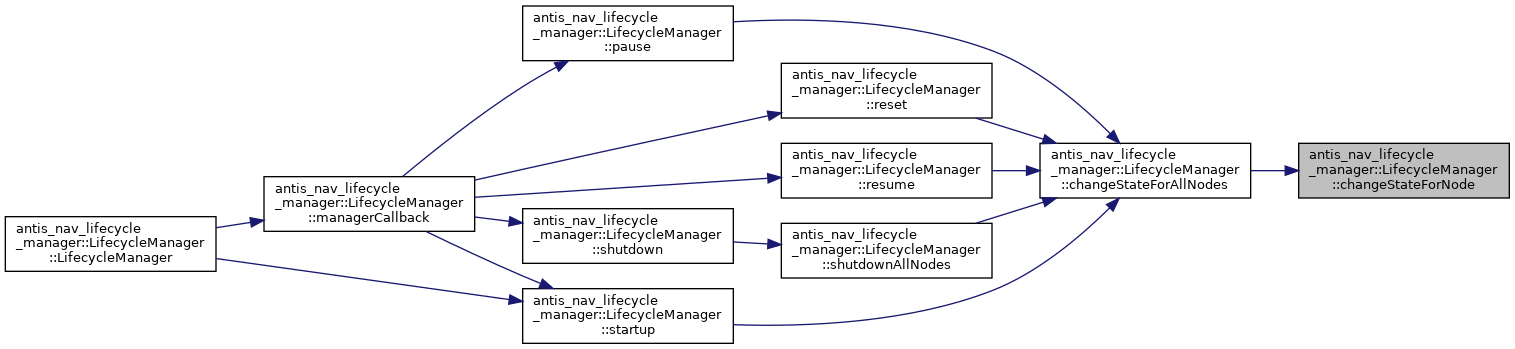 antis_nav_lifecycle
_manager::LifecycleManager
::LifecycleManager
antis_nav_lifecycle
_manager::LifecycleManager
::managerCallback
antis_nav_lifecycle
_manager::LifecycleManager
::pause
antis_nav_lifecycle
_manager::LifecycleManager
::shutdown
antis_nav_lifecycle
_manager::LifecycleManager
::startup
antis_nav_lifecycle
_manager::LifecycleManager
::reset
antis_nav_lifecycle
_manager::LifecycleManager
::resume
antis_nav_lifecycle
_manager::LifecycleManager
::shutdownAllNodes
antis_nav_lifecycle
_manager::LifecycleManager
::changeStateForAllNodes
antis_nav_lifecycle
_manager::LifecycleManager
::changeStateForNode